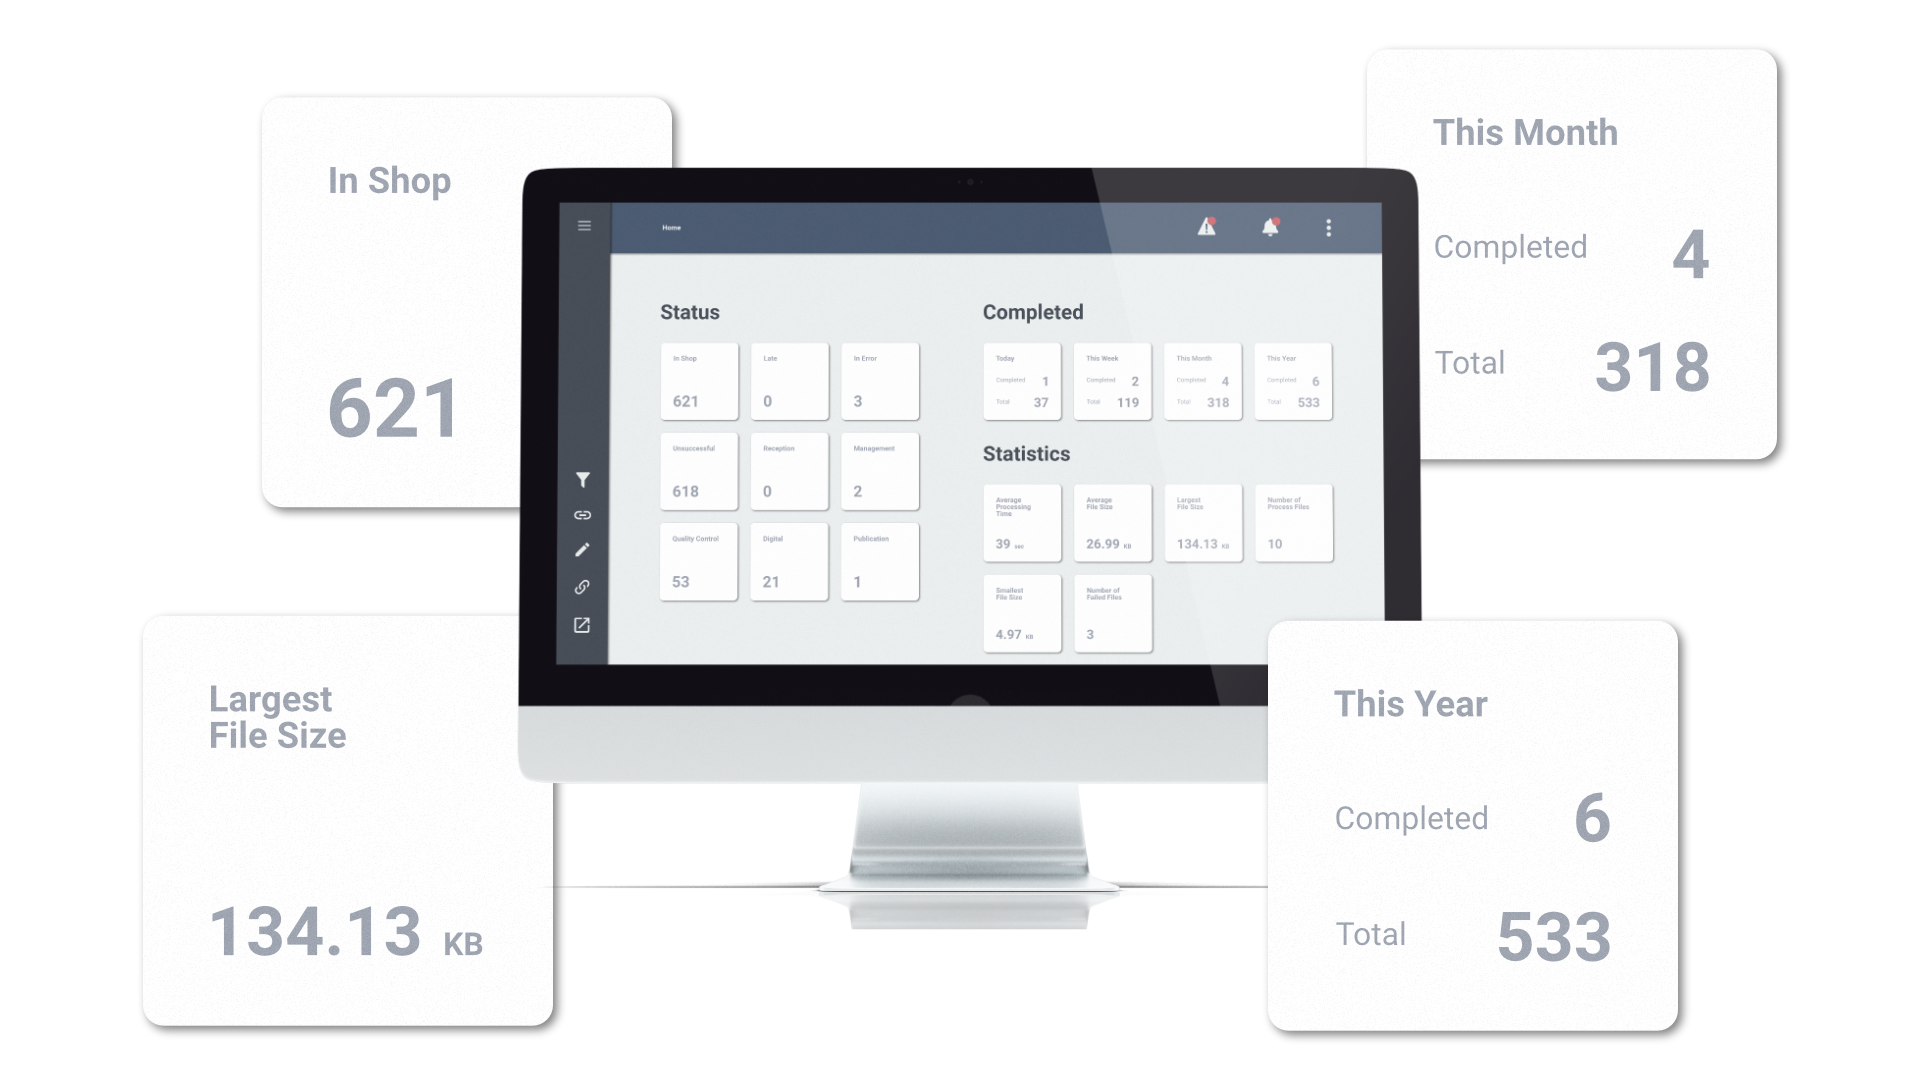 In Shop
621
This Month
Completed 4
Total 318
Home
Status
In Shop
621
Late
0
In Error
3
Unsuccessful
618
Reception
0
Management
2
Quality Control
53
Digital
21
Publication
1
Completed
Today
Completed 1
Total 37
This Week
Completed 2
Total 119
This Month
Completed 4
Total 318
This Year
Completed 6
Total 533
Statistics
Average
Processing
Time
39 sec
Average
File Size
26.99 KB
Largest
File Size
134.13 KB
Number of
Process Files
10
Smallest
File Size
4.97 KB
Number of
Failed Files
3
Largest
File Size
134.13 KB
This Year
Completed 6
Total 533